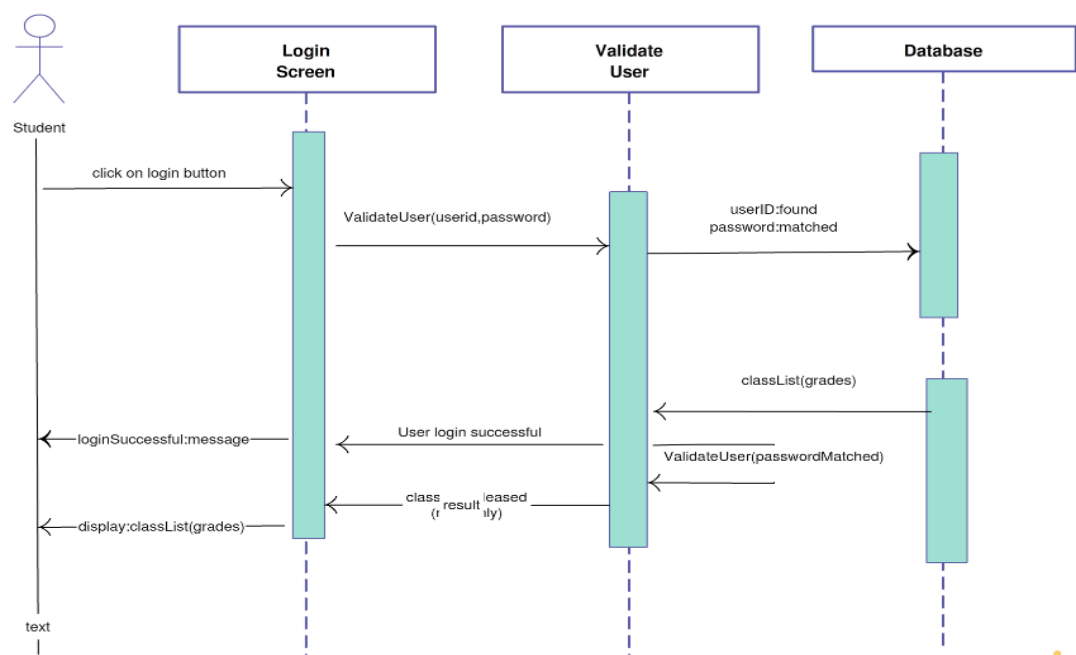 Login
Screen
Validate
User
Database
Student
click on login button
ValidateUser(userid,password)
userID:found
password:matched
classList(grades)
User login successful
loginSuccessful:message
ValidateUser(passwordMatched)
class
result
display:classList(grades)
text